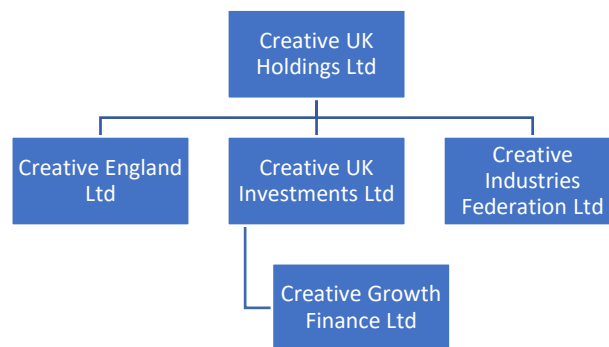 Creative UK
Holdings Ltd
Creative England
Ltd
Creative UK
Investments Ltd
Creative
Industries
Federation Ltd
Creative Growth
Finance Ltd